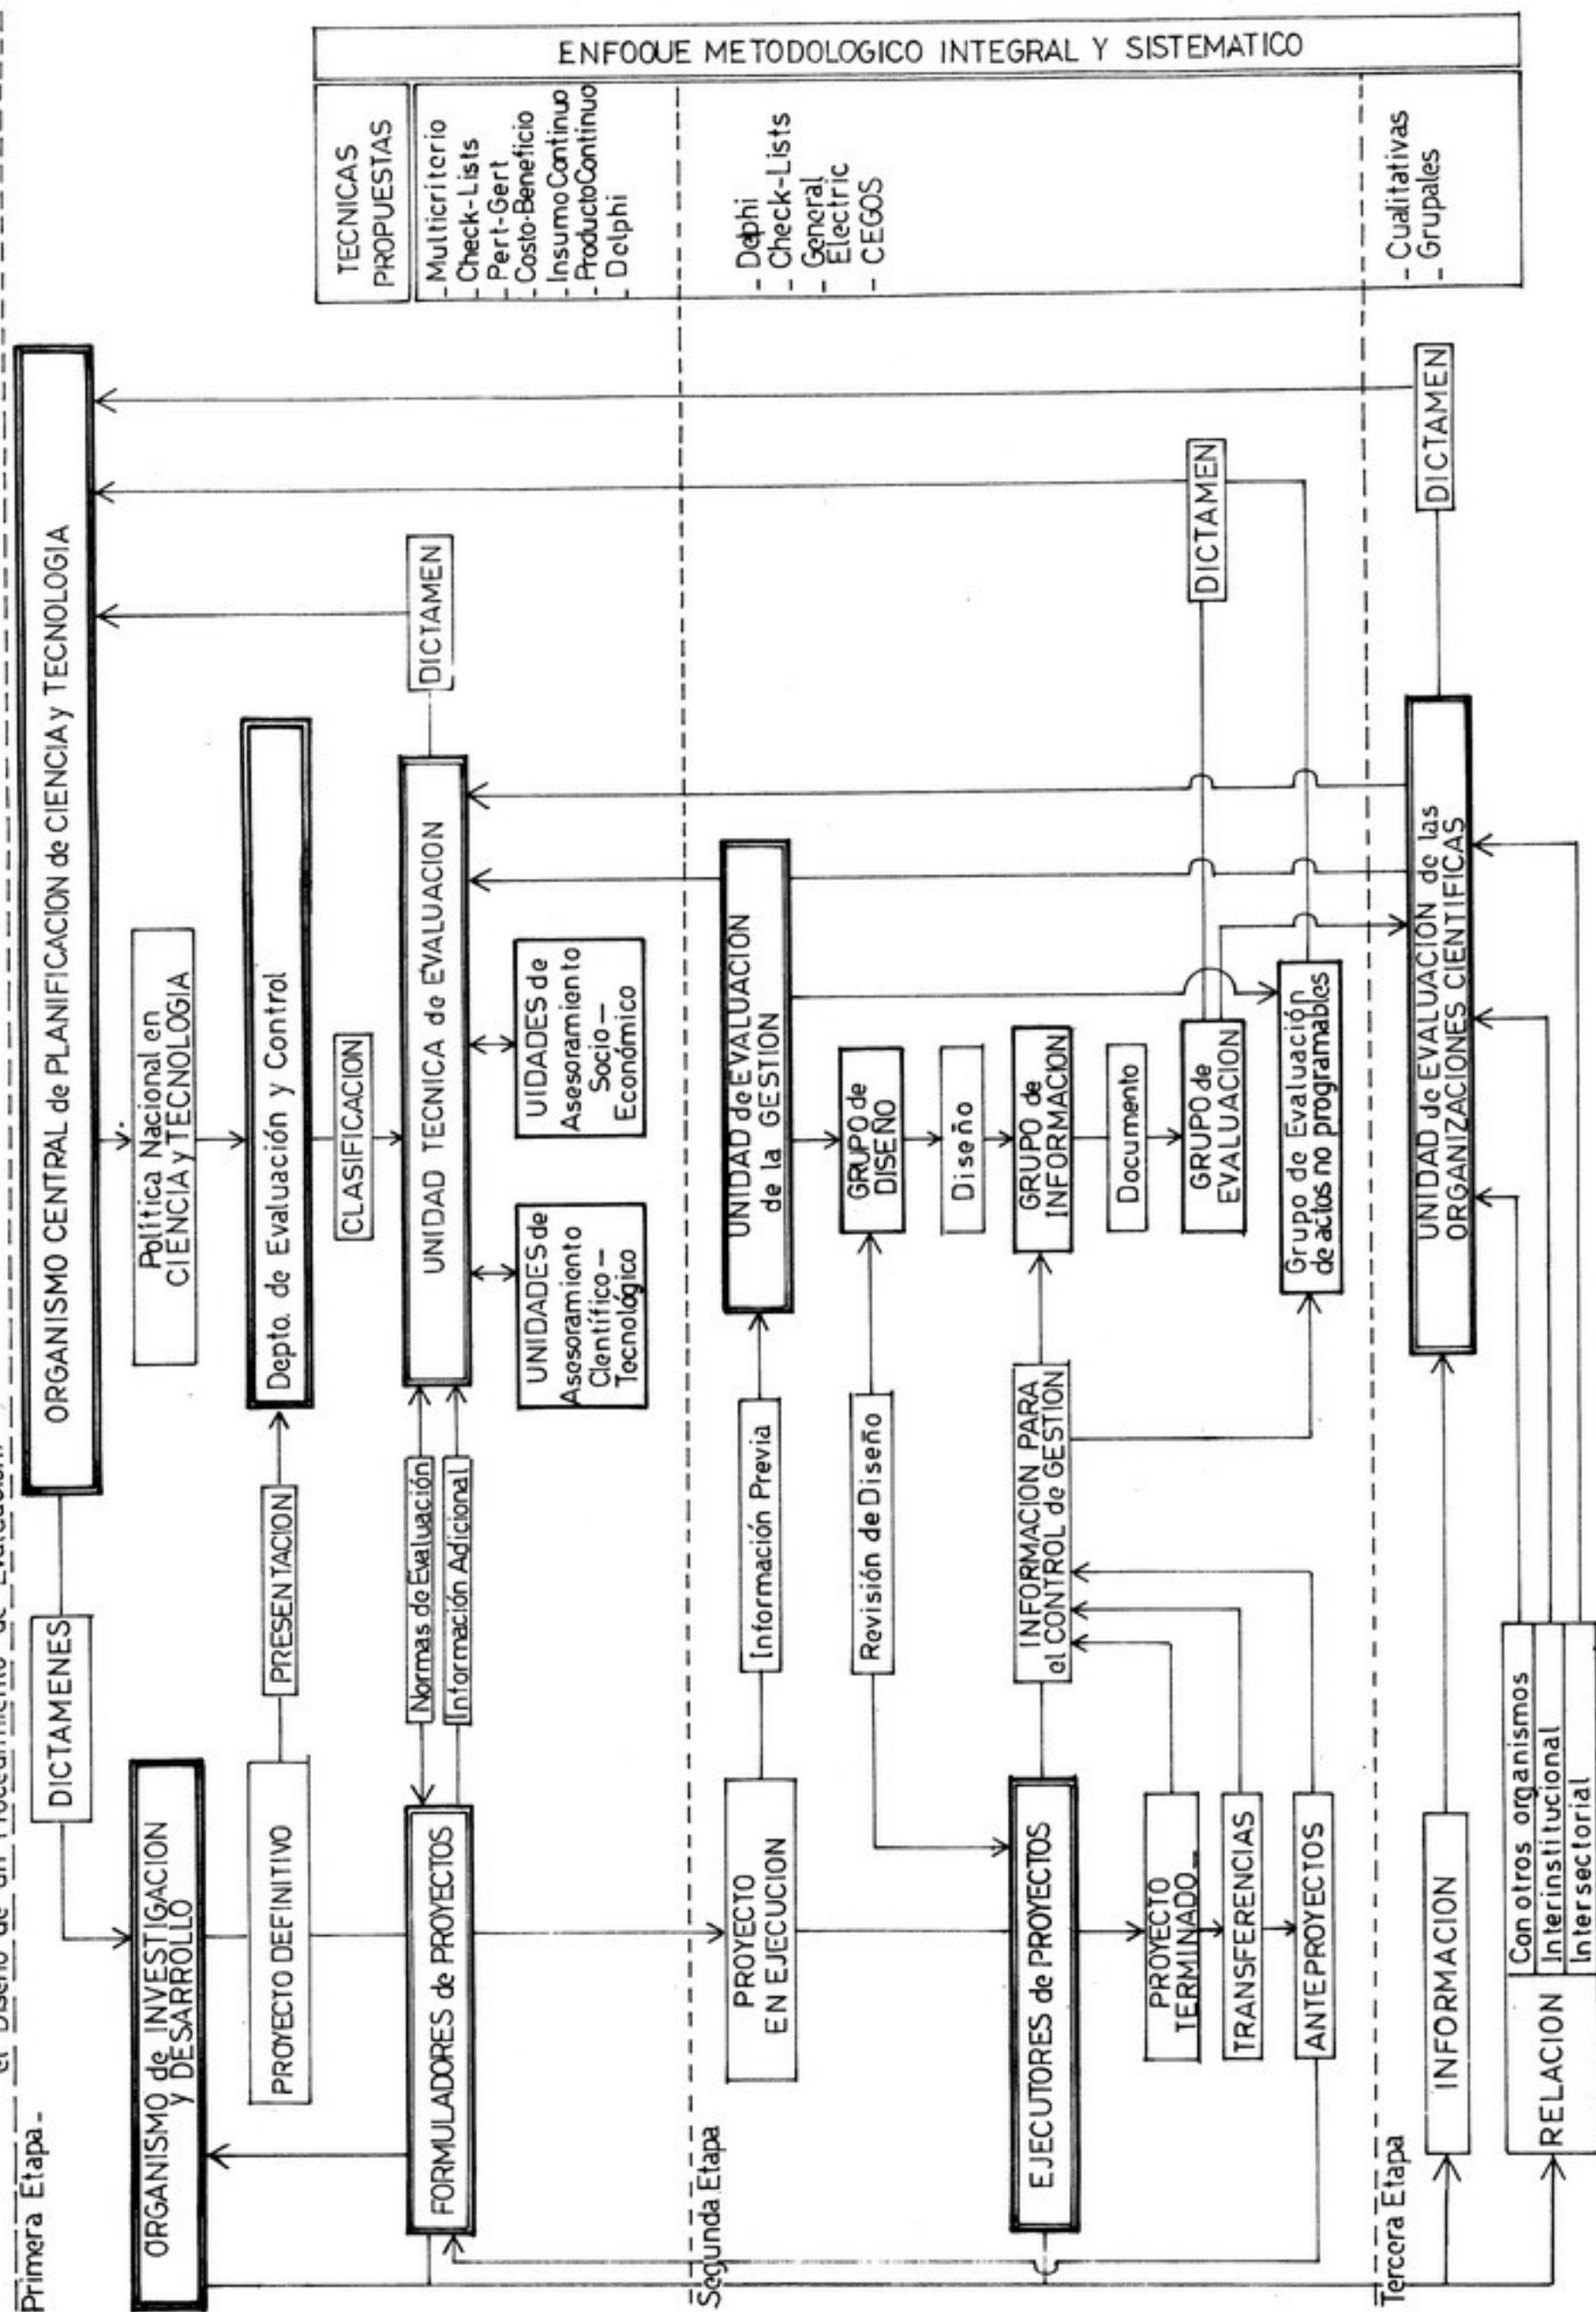 el Diseño de un Procedimiento de Evaluación.
Primera Etapa_
ORGANISMO CENTRAL de PLANIFICACION de CIENCIA y TECNOLOGIA
DICTAMENES
Política Nacional en
CIENCIA y TECNOLOGIA
ORGANISMO de INVESTIGACION
y DESARROLLO
PROYECTO DEFINITIVO
PRESENTACION
Depto. de Evaluación y Control
CLASIFICACION
FORMULADORES de PROYECTOS
Normas de Evaluación
Información Adicional
UNIDAD TECNICA de EVALUACION
DICTAMEN
UNIDADES de
Asesoramiento
Científico –
Tecnológico
UIDADES de
Asesoramiento
Socio –
Económico
Segunda Etapa
PROYECTO
EN EJECUCION
Información Previa
UNIDAD de EVALUACION
de la GESTION
Revisión de Diseño
GRUPO de
DISEÑO
Diseño
EJECUTORES de PROYECTOS
INFORMACION PARA
el CONTROL de GESTION
GRUPO de
INFORMACION
Documento
PROYECTO
TERMINADO_
GRUPO de
EVALUACION
DICTAMEN
TRANSFERENCIAS
ANTEPROYECTOS
Grupo de Evaluación
de actos no programables
Tercera Etapa
INFORMACION
UNIDAD de EVALUACION de las
ORGANIZACIONES CIENTIFICAS
DICTAMEN
RELACION
Con otros organismos
Interinstitucional
Intersectorial
TECNICAS
PROPUESTAS
ENFOQUE METODOLOGICO INTEGRAL Y SISTEMATICO
- Multicriterio
- Check-Lists
- Pert-Gert
- Costo-Beneficio
- Insumo Continuo
- Producto Continuo
- Delphi
- Dephi
- Check-Lists
- General
Electric
- CEGOS
- Cualitativas
- Grupales